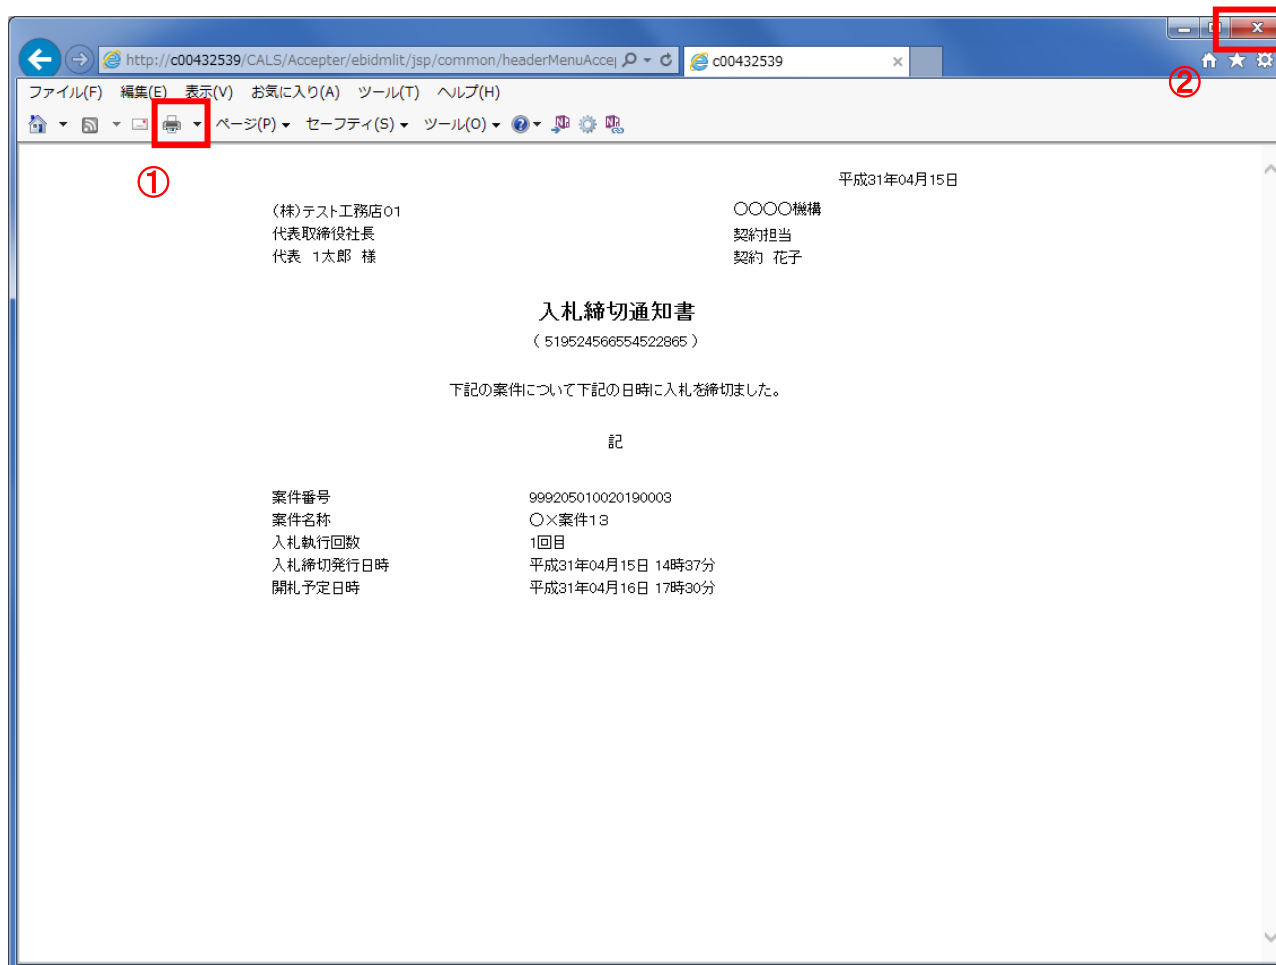 http://c00432539/CALS/Accepter/ebidmlit/jsp/common/headerMenuAccep
c00432539
ファイル(F) 編集(E) 表示(V) お気に入り(A) ツール(T) ヘルプ(H)
②
ページ(P) セーフティ(S) ツール(O)
①
平成31年04月15日
(株)テスト工務店01
〇〇〇〇機構
代表取締役社長
契約担当
代表 1太郎 様
契約 花子
入札締切通知書
( 519524566554522865 )
下記の案件について下記の日時に入札を締切ました。
記
案件番号 999205010020190003
案件名称 〇×案件13
入札執行回数 1回目
入札締切発行日時 平成31年04月15日 14時37分
開札予定日時 平成31年04月16日 17時30分